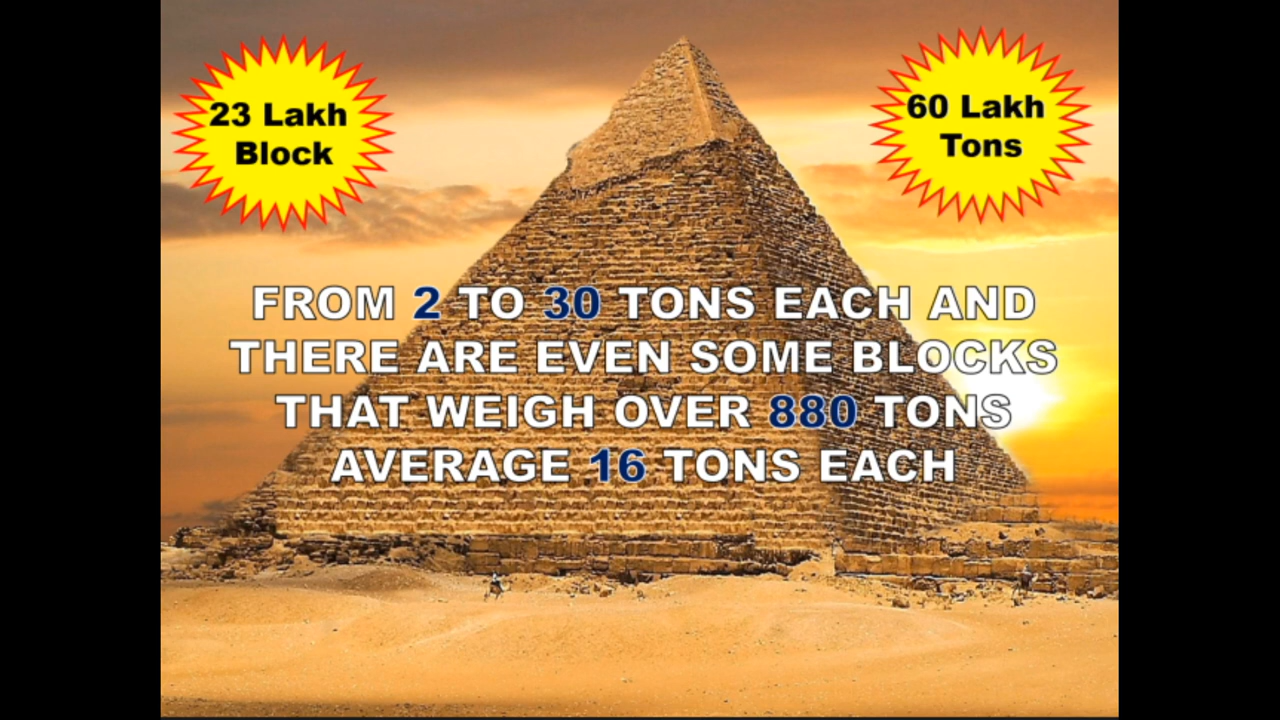 23 Lakh
Block
60 Lakh
Tons
FROM 2 TO 30 TONS EACH AND
THERE ARE EVEN SOME BLOCKS
THAT WEIGH OVER 880 TONS
AVERAGE 16 TONS EACH